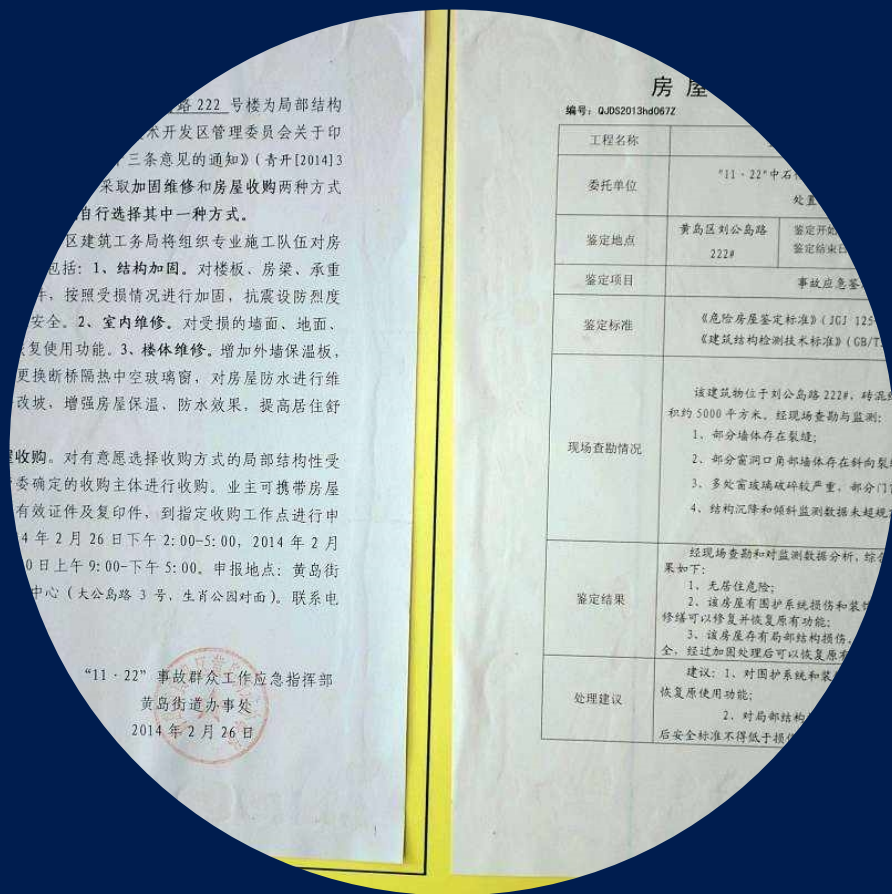 路 222 号楼为局部结构
术开发区管理委员会关于印
三条意见的通知》(青开[2014]3
采取加固维修和房屋收购两种方式
自行选择其中一种方式。
区建筑工务局将组织专业施工队伍对房
包括：1、结构加固。对楼板、房梁、承重
，按照受损情况进行加固，抗震设防烈度
安全。2、室内维修。对受损的墙面、地面、
复使用功能。3、楼体维修。增加外墙保温板，
更换断桥隔热中空玻璃窗，对房屋防水进行维
改坡，增强房屋保温、防水效果，提高居住舒
收购。对有意愿选择收购方式的局部结构性受
委确定的收购主体进行收购。业主可携带房屋
有效证件及复印件，到指定收购工作点进行申
4 年 2 月 26 日下午 2:00-5:00，2014 年 2 月
0 日上午 9:00-下午 5:00。申报地点：黄岛街
中心（大公岛路 3 号，生肖公园对面）。联系电
“11·22”事故群众工作应急指挥部
黄岛街道办事处
2014 年 2 月 26 日
房 屋
编号：QJDS2013hd067Z
工程名称
委托单位
"11·22"中石
处置
鉴定地点
黄岛区刘公岛路
222#
鉴定开始
鉴定结束日
鉴定项目
事故应急鉴
鉴定标准
《危险房屋鉴定标准》(JGJ 125
《建筑结构检测技术标准》(GB/T
现场查勘情况
该建筑物位于刘公岛路 222#，砖混
积约 5000 平方米。经现场查勘与监测：
1、部分墙体存在裂缝；
2、部分窗洞口角部墙体存在斜向裂
3、多处窗玻璃破碎较严重，部分门
4、结构沉降和倾斜监测数据未超规
鉴定结果
经现场查勘和对监测数据分析，综
果如下：
1、无居住危险；
2、该房屋有围护系统损伤和装
修缮可以修复并恢复原有功能；
3、该房屋存有局部结构损伤，
全，经过加固处理后可以恢复原
处理建议
建议：1、对围护系统和装
恢复原使用功能；
2、对局部结构
后安全标准不得低于损